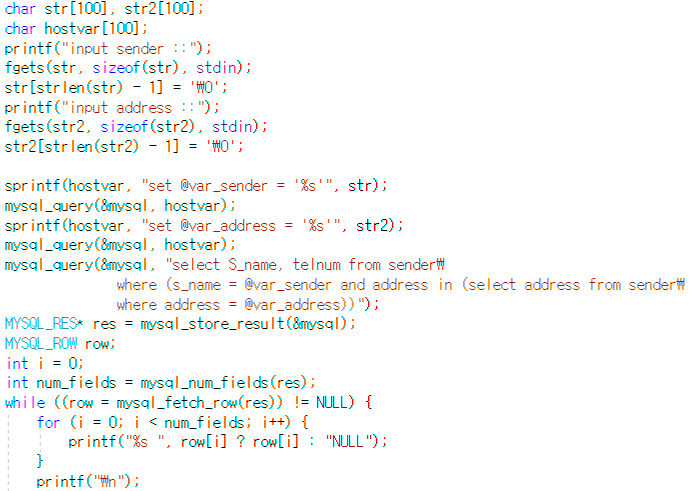 char str[100], str2[100];
char hostvar[100];
printf("input sender ::");
fgets(str, sizeof(str), stdin);
str[strlen(str) - 1] = '₩0';
printf("input address ::");
fgets(str2, sizeof(str2), stdin);
str2[strlen(str2) - 1] = '₩0';
sprintf(hostvar, "set @var_sender = '%s'", str);
mysql_query(&mysql, hostvar);
sprintf(hostvar, "set @var_address = '%s'", str2);
mysql_query(&mysql, hostvar);
mysql_query(&mysql, "select S_name, telnum from sender₩
where (s_name = @var_sender and address in (select address from sender₩
where address = @var_address))");
MYSQL_RES* res = mysql_store_result(&mysql);
MYSQL_ROW row;
int i = 0;
int num_fields = mysql_num_fields(res);
while ((row = mysql_fetch_row(res)) != NULL) {
for (i = 0; i < num_fields; i++) {
printf("%s ", row[i] ? row[i] : "NULL");
}
printf("₩n");